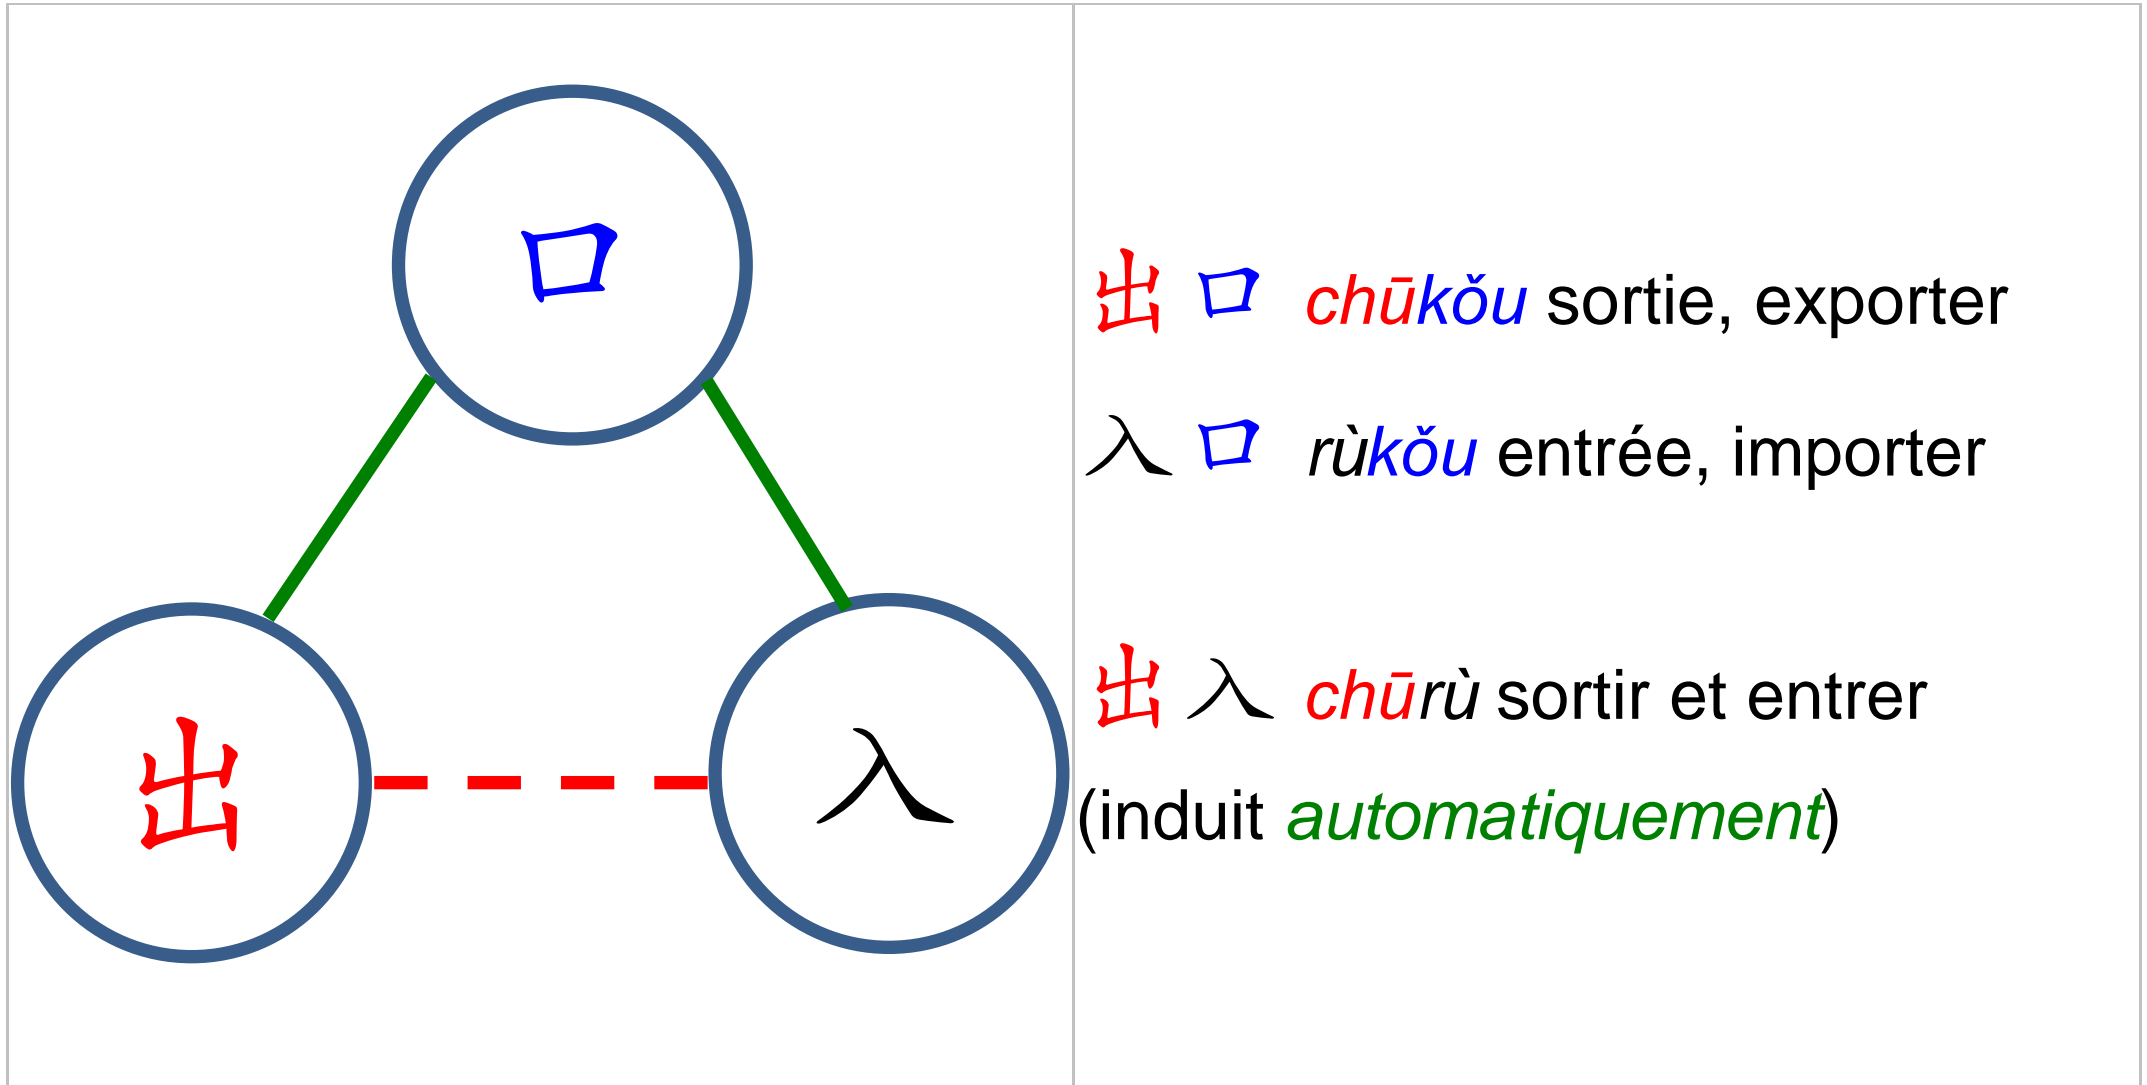 口
出
入
出口 chūkǒu sortie, exporter
入口 rùkǒu entrée, importer
出入 chūrù sortir et entrer
(induit automatiquement)